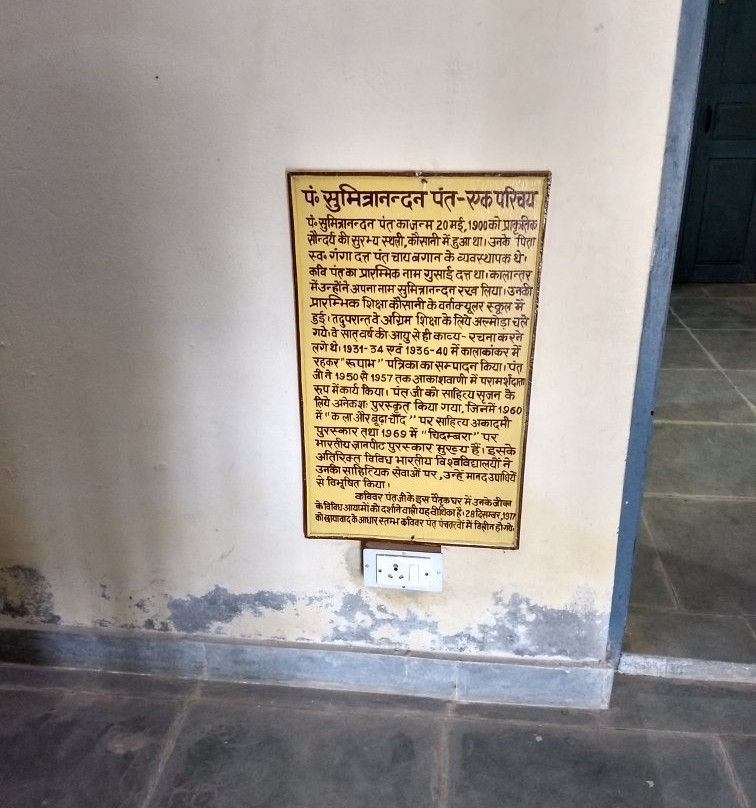 पं॰ सुमित्रानन्दन पंत-एक परिचय
पं॰ सुमित्रानन्दन पंत का जन्म 20 मई, 1900 को प्राकृतिक
सौन्दर्य की सुरम्य स्थली, कौसानी में हुआ था। उनके पिता
स्व॰ गंगा दत्त पंत चाय बगान के व्यवस्थापक थे।
कवि पंत का प्रारम्भिक नाम गुसाई दत्त था। कालान्तर
में उन्होंने अपना नाम सुमित्रानन्दन रख लिया। उनकी
प्रारम्भिक शिक्षा कौसानी के वर्नाक्यूलर स्कूल में
हुई। तदुपरान्त वे अग्रिम शिक्षा के लिये अल्मोड़ा चले
गये। वे सात वर्ष की आयु से ही काव्य-रचना करने
लगे थे। 1931-34 एवं 1936-40 में कालाकांकर में
रहकर "रूपाभ" पत्रिका का सम्पादन किया। पंत
जी ने 1950 से 1957 तक आकाशवाणी में परामर्शदाता
रूप में कार्य किया। पंत जी को साहित्य सृजन के
लिये अनेकशः पुरस्कृत किया गया, जिनमें 1960
में "कला और बूढ़ा चाँद" पर साहित्य अकादमी
पुरस्कार तथा 1969 में "चिदम्बरा" पर
भारतीय ज्ञानपीठ पुरस्कार मुख्य हैं। इसके
अतिरिक्त विविध भारतीय विश्वविद्यालयों ने
उनकी साहित्यिक सेवाओं पर, उन्हें मानद उपाधियों
से विभूषित किया।
कविवर पंत जी के इस पैतृक घर में उनके जीवन
के विविध आयामों को दर्शाने वाली यह वीथिका है। 28 दिसम्बर, 1977
को छायावाद के आधार स्तम्भ कविवर पंत पंचतत्वों में विलीन हो गये।